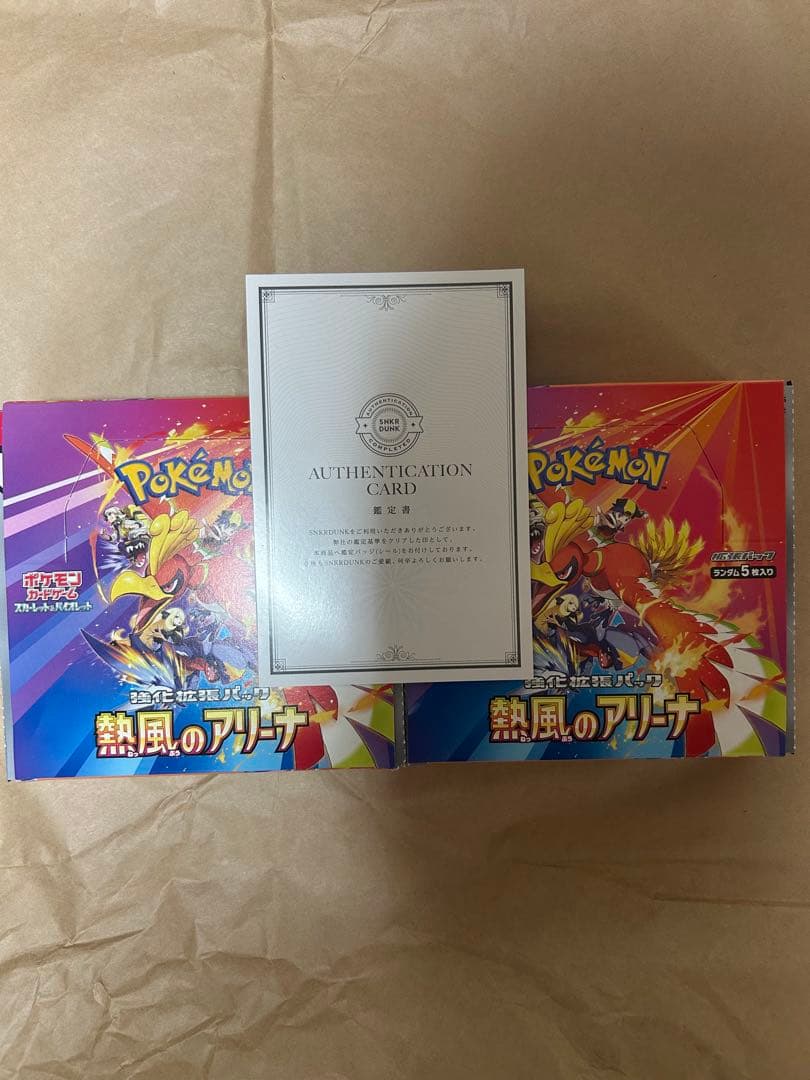 AUTHENTICATION
SNKR
DUNK
COMPLETED
AUTHENTICATION
CARD
鑑定書
SNKRDUNKをご利用いただきありがとうございます。
弊社の鑑定基準をクリアした印として、
本商品へ鑑定バッジ(シール)をお付けしております。
今後もSNKRDUNKのご愛顧、何卒よろしくお願いします。
POKÉMON
ポケモン
カードゲーム
スカーレット&バイオレット
強化拡張パック
熱風のアリーナ
ねっ ぷう
POKÉMON
拡張パック
ランダム5枚入り
強化拡張パック
熱風のアリーナ
ねっ ぷう